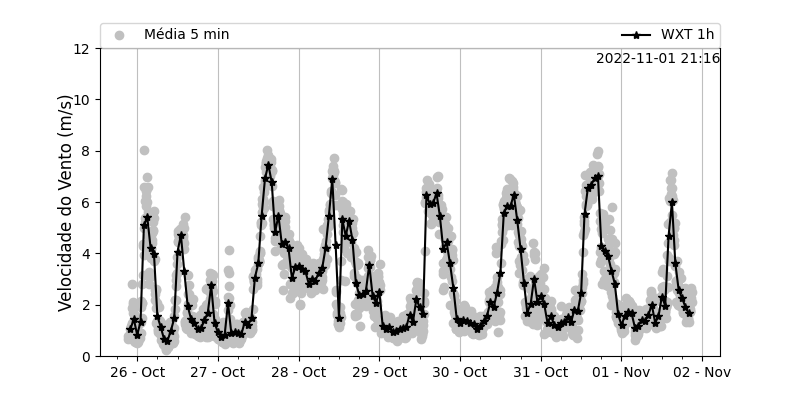 Média 5 min
WXT 1h
2022-11-01 21:16
Velocidade do Vento (m/s)
12
10
8
6
4
2
0
26 - Oct
27 - Oct
28 - Oct
29 - Oct
30 - Oct
31 - Oct
01 - Nov
02 - Nov